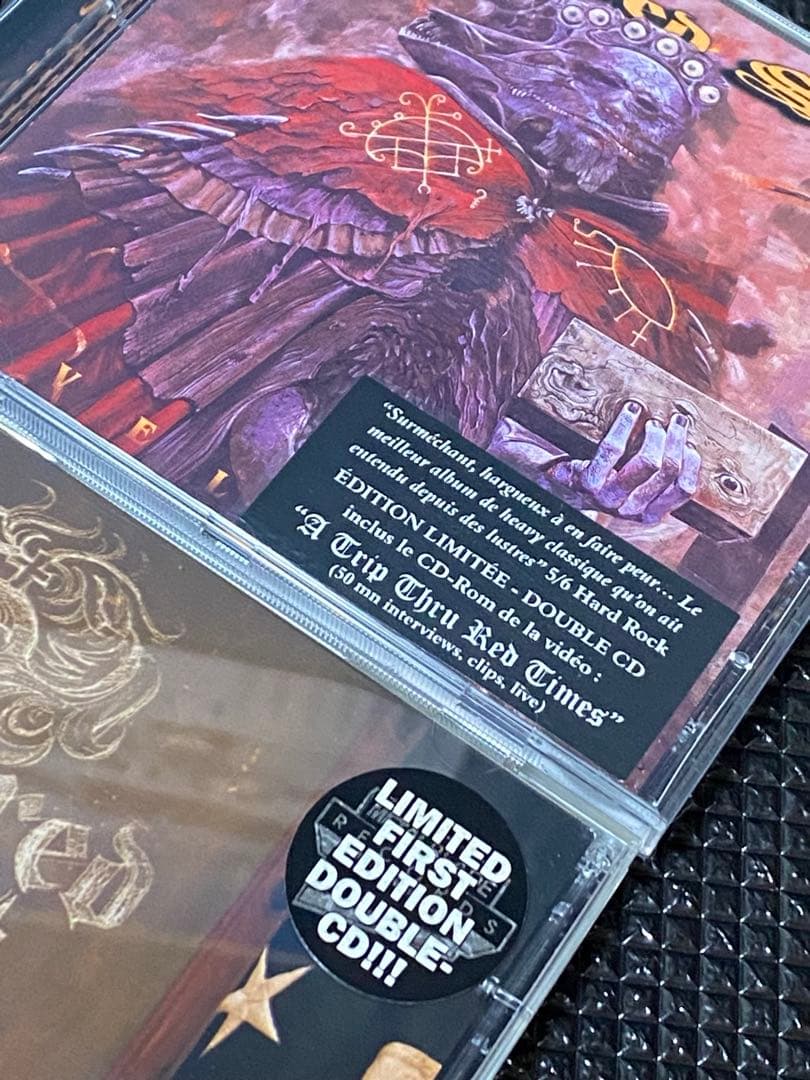 V E L
"Surméchant, hargneux à en faire peur... Le
meilleur album de heavy classique qu'on ait
entendu depuis des lustres" 5/6 Hard Rock
ÉDITION LIMITÉE - DOUBLE CD
inclus le CD-Rom de la vidéo :
"A Trip Thru Red Times"
(50 mn interviews, clips, live)
LIMITED
FIRST
EDITION
DOUBLE-
CD!!!